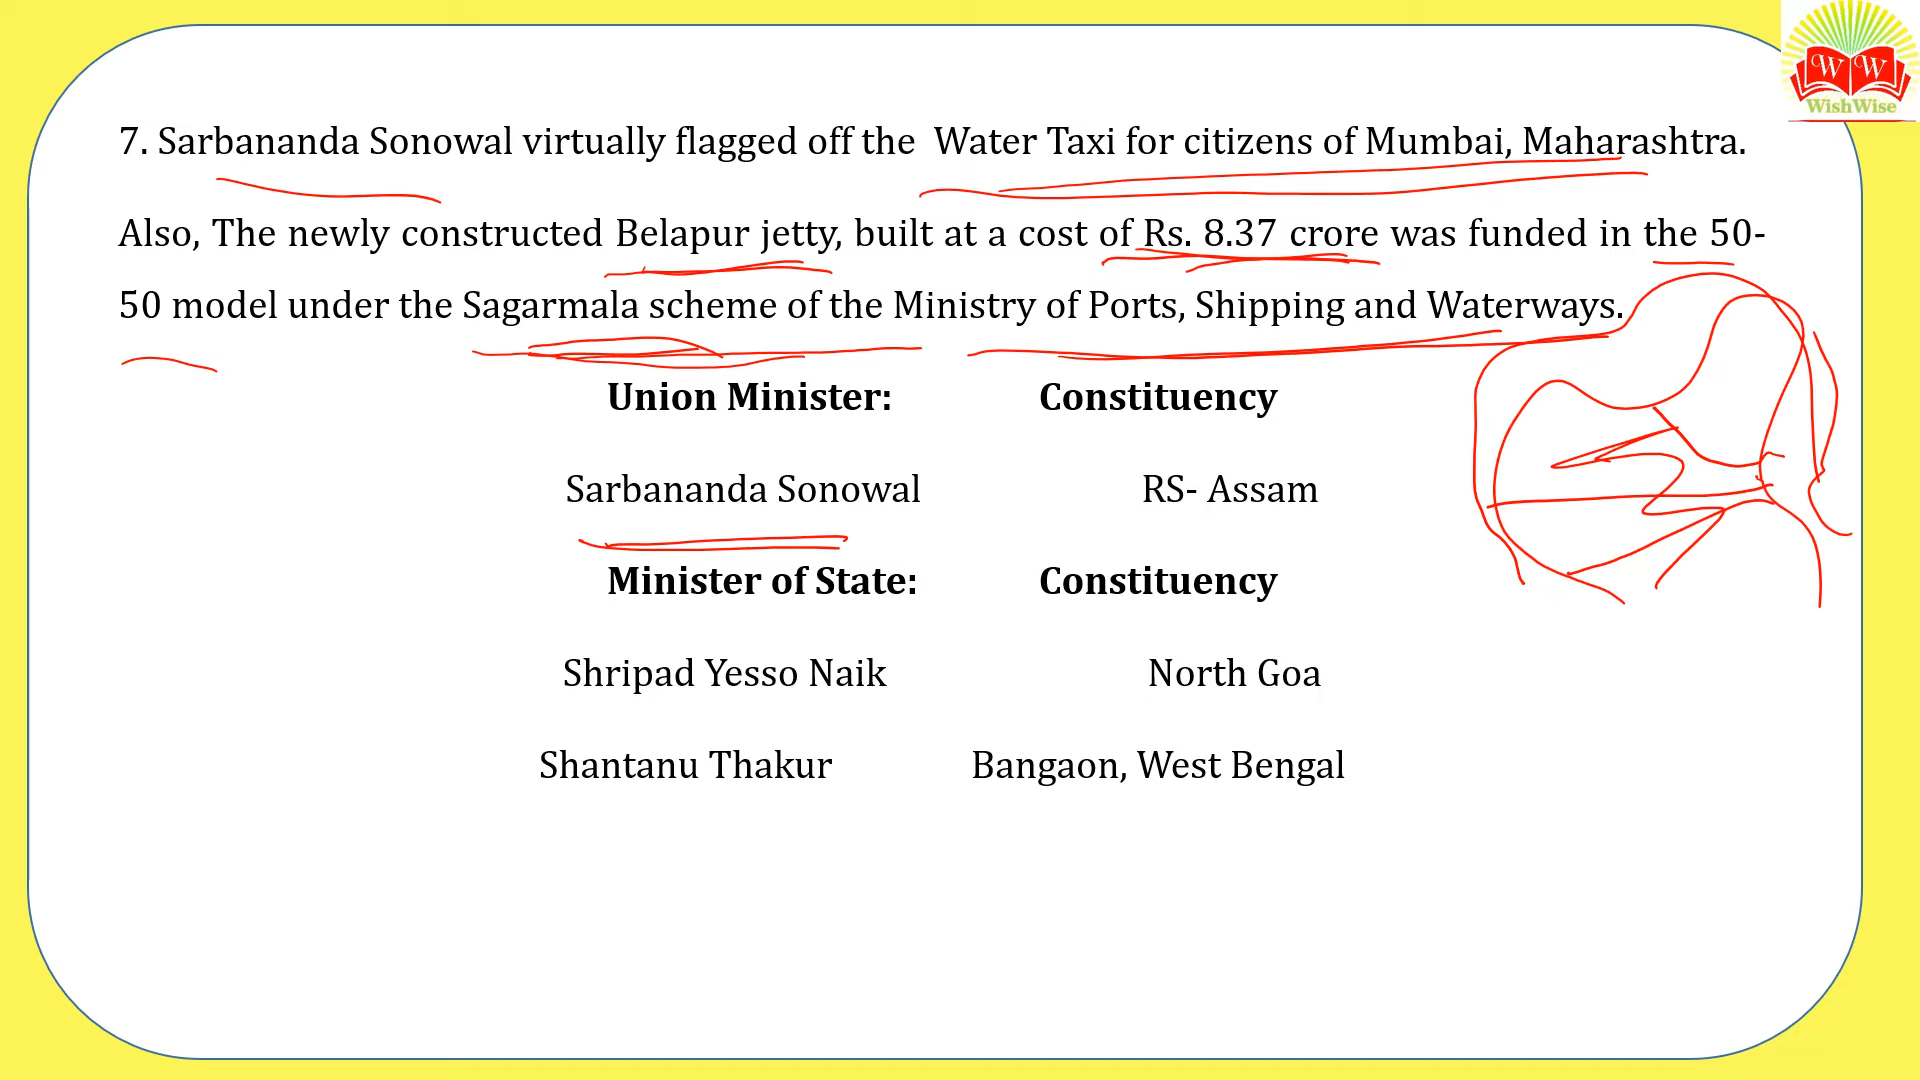 W W
WishWise
7. Sarbananda Sonowal virtually flagged off the Water Taxi for citizens of Mumbai, Maharashtra.
Also, The newly constructed Belapur jetty, built at a cost of Rs. 8.37 crore was funded in the 50-
50 model under the Sagarmala scheme of the Ministry of Ports, Shipping and Waterways.
Union Minister: Constituency
Sarbananda Sonowal RS- Assam
Minister of State: Constituency
Shripad Yesso Naik North Goa
Shantanu Thakur Bangaon, West Bengal